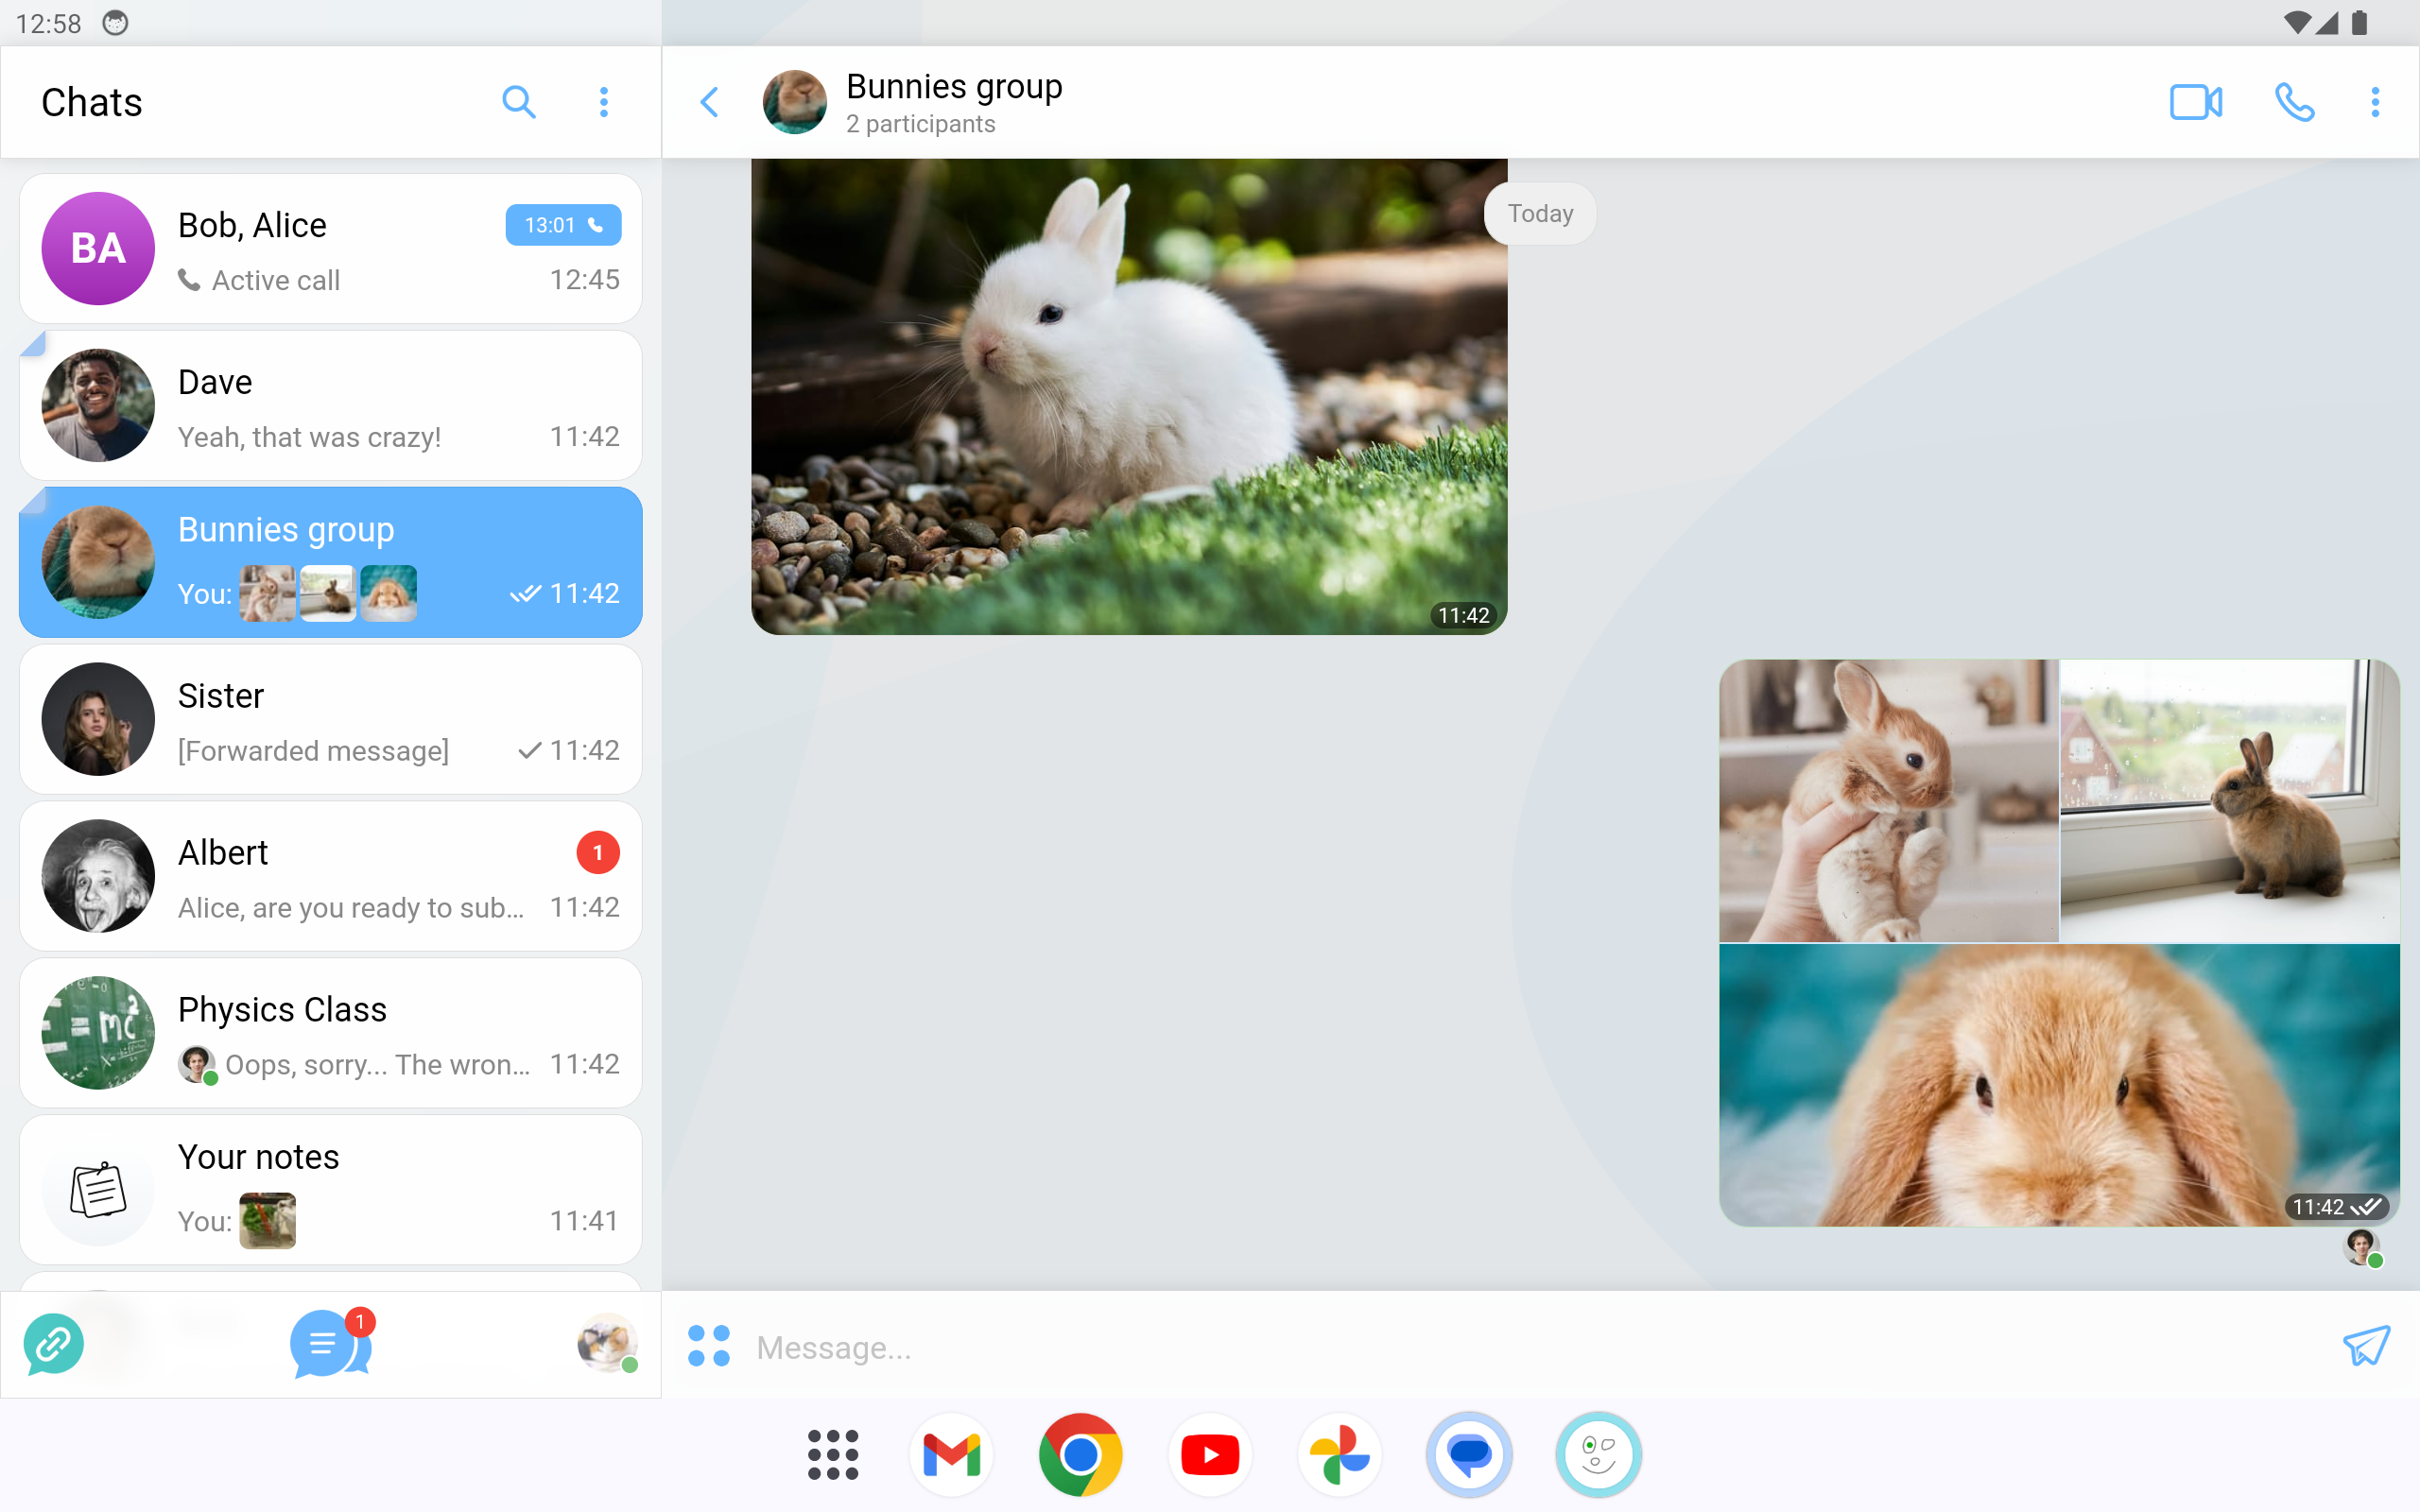 12:58
Chats
Bunnies group
2 participants
BA
Bob, Alice
13:01
Active call
12:45
Dave
Yeah, that was crazy!
11:42
Bunnies group
You:
11:42
Sister
[Forwarded message]
11:42
Albert
1
Alice, are you ready to sub...
11:42
= mc²
Physics Class
Oops, sorry... The wron...
11:42
Your notes
You:
11:41
1
Today
11:42
11:42
Message...